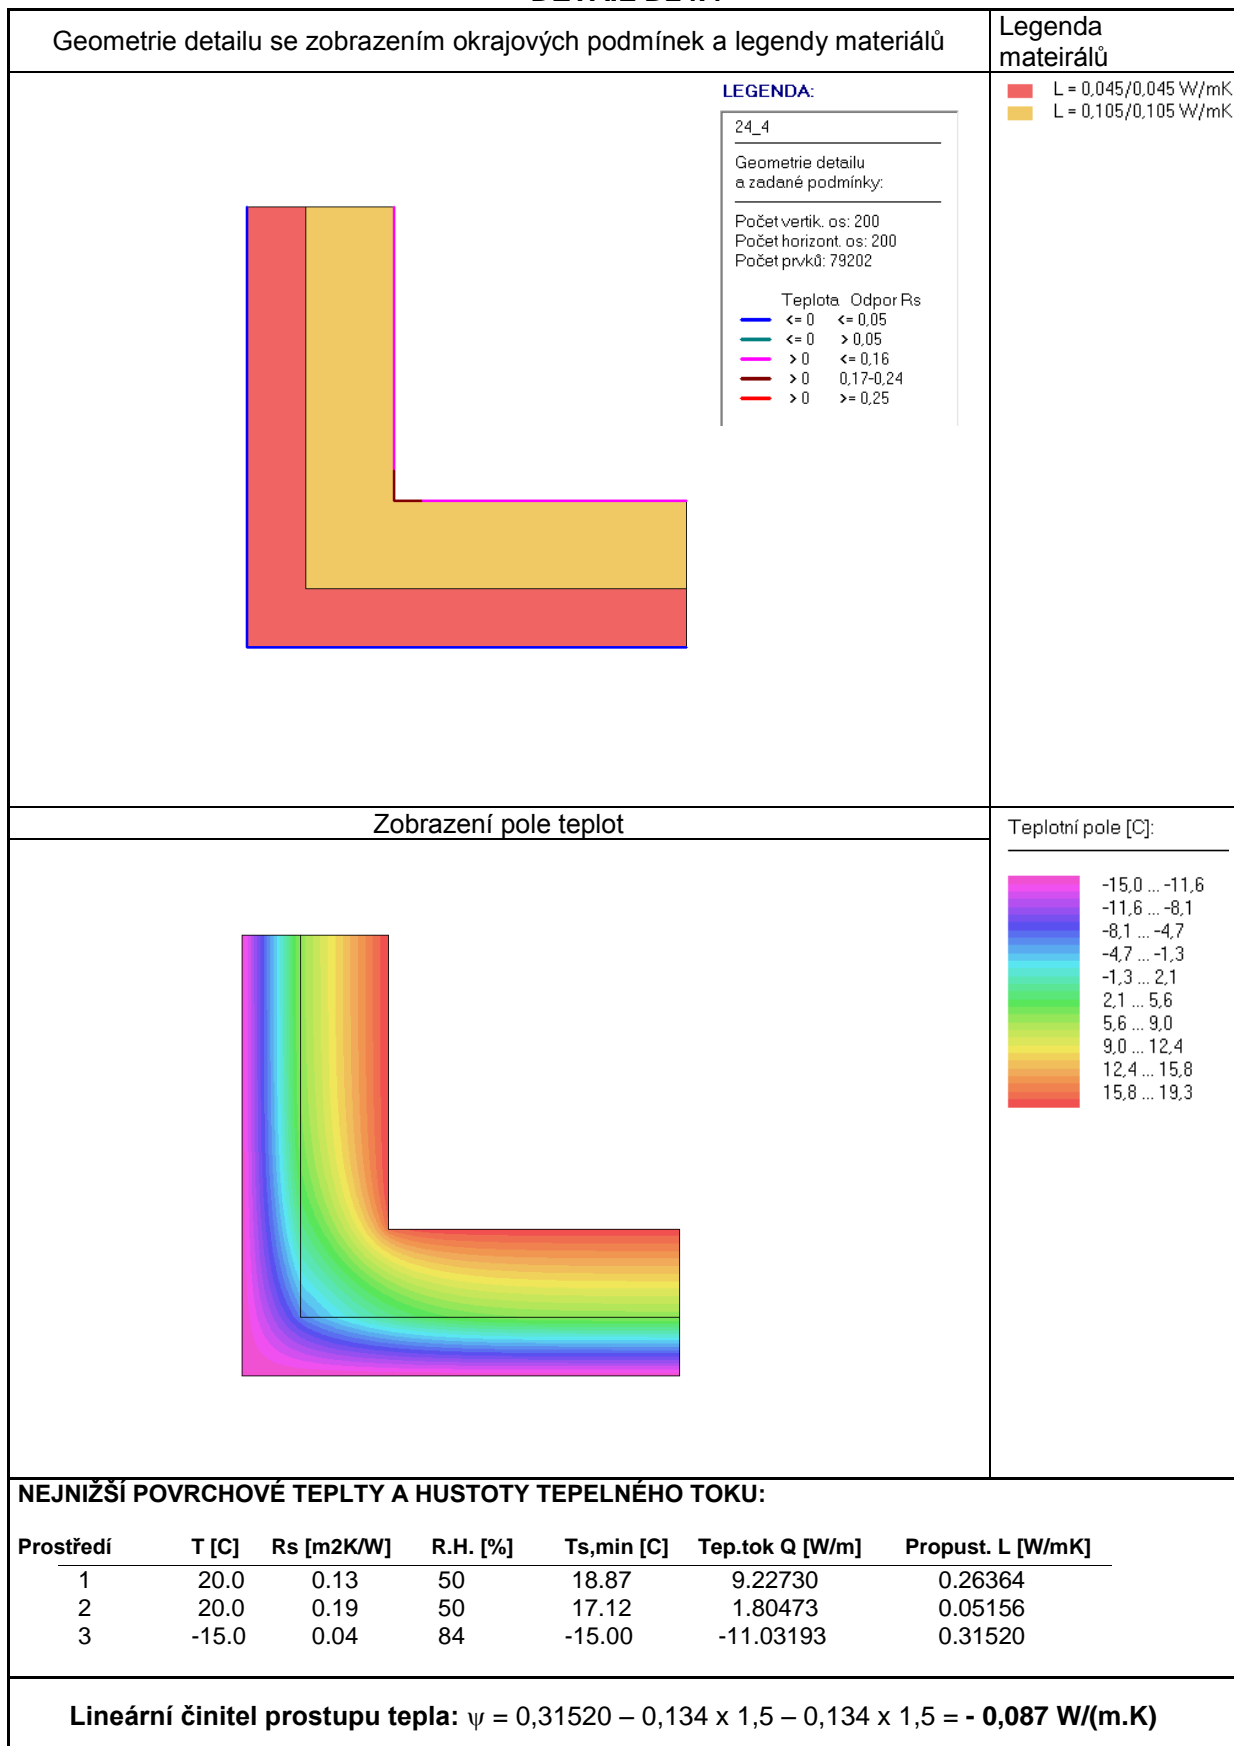 Geometrie detailu se zobrazením okrajových podmínek a legendy materiálů
Legenda
mateirálů
LEGENDA:
24_4
Geometrie detailu
a zadané podmínky:
Počet vertik. os: 200
Počet horizont. os: 200
Počet prvků: 79202
Teplota Odpor Rs
<= 0 <= 0,05
<= 0 > 0,05
> 0 <= 0,16
> 0 0,17-0,24
> 0 >= 0,25
L = 0,045/0,045 W/mK
L = 0,105/0,105 W/mK
Zobrazení pole teplot
Teplotní pole [C]:
-15,0 ... -11,6
-11,6 ... -8,1
-8,1 ... -4,7
-4,7 ... -1,3
-1,3 ... 2,1
2,1 ... 5,6
5,6 ... 9,0
9,0 ... 12,4
12,4 ... 15,8
15,8 ... 19,3
NEJNIŽŠÍ POVRCHOVÉ TEPLTY A HUSTOTY TEPELNÉHO TOKU:
Prostředí T [C] Rs [m2K/W] R.H. [%] Ts,min [C] Tep.tok Q [W/m] Propust. L [W/mK]
1 20.0 0.13 50 18.87 9.22730 0.26364
2 20.0 0.19 50 17.12 1.80473 0.05156
3 -15.0 0.04 84 -15.00 -11.03193 0.31520
Lineární činitel prostupu tepla: ψ = 0,31520 – 0,134 x 1,5 – 0,134 x 1,5 = - 0,087 W/(m.K)